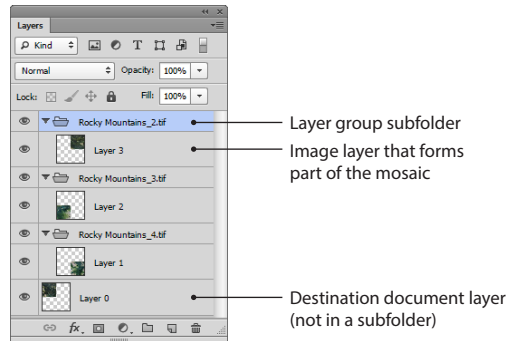 Layers
Kind
T
Normal
Opacity: 100%
Lock:
Fill: 100%
Rocky Mountains_2.tif
Layer group subfolder
Layer 3
Image layer that forms
part of the mosaic
Rocky Mountains_3.tif
Layer 2
Rocky Mountains_4.tif
Layer 1
Layer 0
Destination document layer
(not in a subfolder)
fx